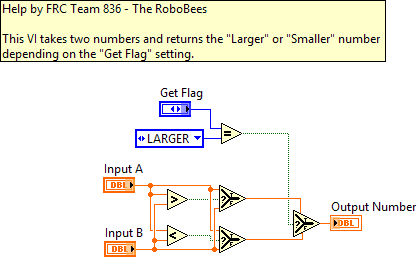 Help by FRC Team 836 - The RoboBees
This VI takes two numbers and returns the "Larger" or "Smaller" number
depending on the "Get Flag" setting.
Get Flag
=
LARGER
Input A
DBL
>
?
T
F
Output Number
?
T
F
DBL
Input B
DBL
<
?
T
F